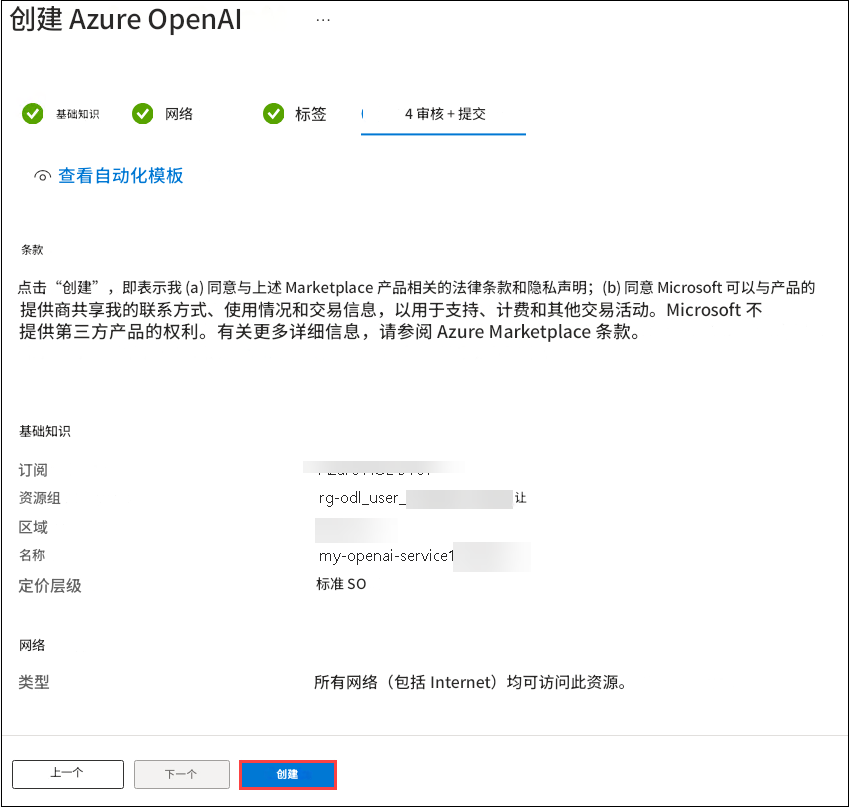 创建 Azure OpenAI ...
基础知识 网络 标签 4 审核 + 提交
查看自动化模板
条款
点击“创建”，即表示我 (a) 同意与上述 Marketplace 产品相关的法律条款和隐私声明；(b) 同意 Microsoft 可以与产品的
提供商共享我的联系方式、使用情况和交易信息，以用于支持、计费和其他交易活动。Microsoft 不
提供第三方产品的权利。有关更多详细信息，请参阅 Azure Marketplace 条款。
基础知识
订阅
资源组 rg-odl_user_ 让
区域
名称 my-openai-service1
定价层级 标准 SO
网络
类型 所有网络（包括 Internet）均可访问此资源。
上一个 下一个 创建